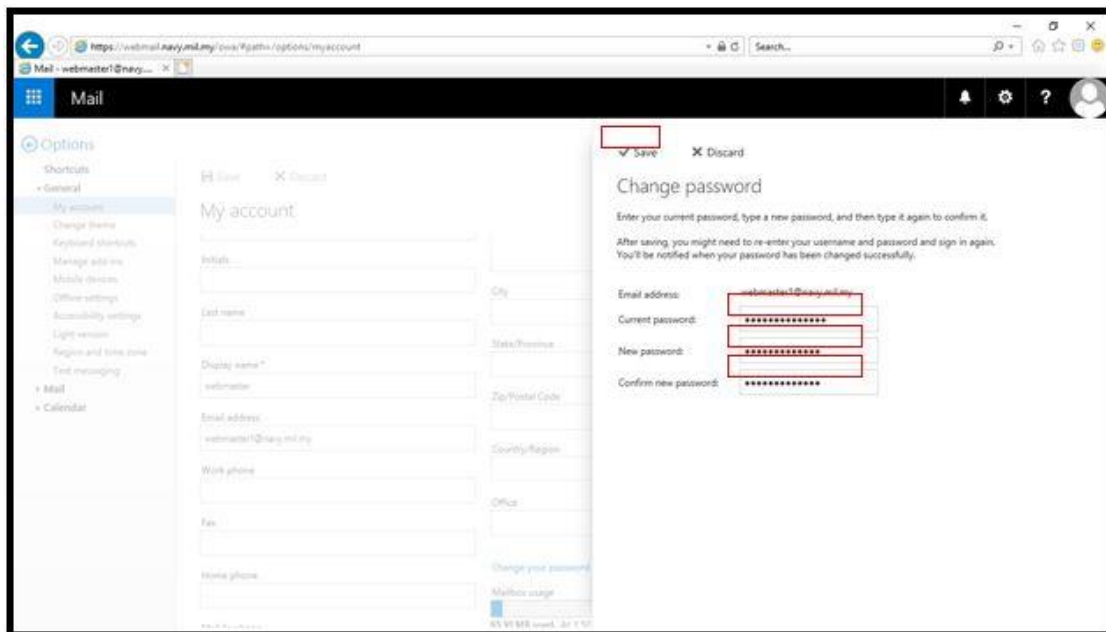 https://webmail.navy.mil.my/owa/#path=/options/myaccount
Search...
Mail - webmaster1@navy....
Mail
?
Options
Shortcuts
General
My account
Change theme
Keyboard shortcuts
Manage add-ins
Mobile devices
Offline settings
Accessibility settings
Light version
Region and time zone
Text messaging
Mail
Calendar
Save Discard
My account
Initials
Last name
Display name *
webmaster
Email address
webmaster1@navy.mil.my
Work phone
Fax
Home phone
City
State/Province
Zip/Postal Code
Country/Region
Office
Change your password
Mailbox usage
Save Discard
Change password
Enter your current password, type a new password, and then type it again to confirm it.
After saving, you might need to re-enter your username and password and sign in again.
You'll be notified when your password has been changed successfully.
Email address: webmaster1@navy.mil.my
Current password:
New password:
Confirm new password: